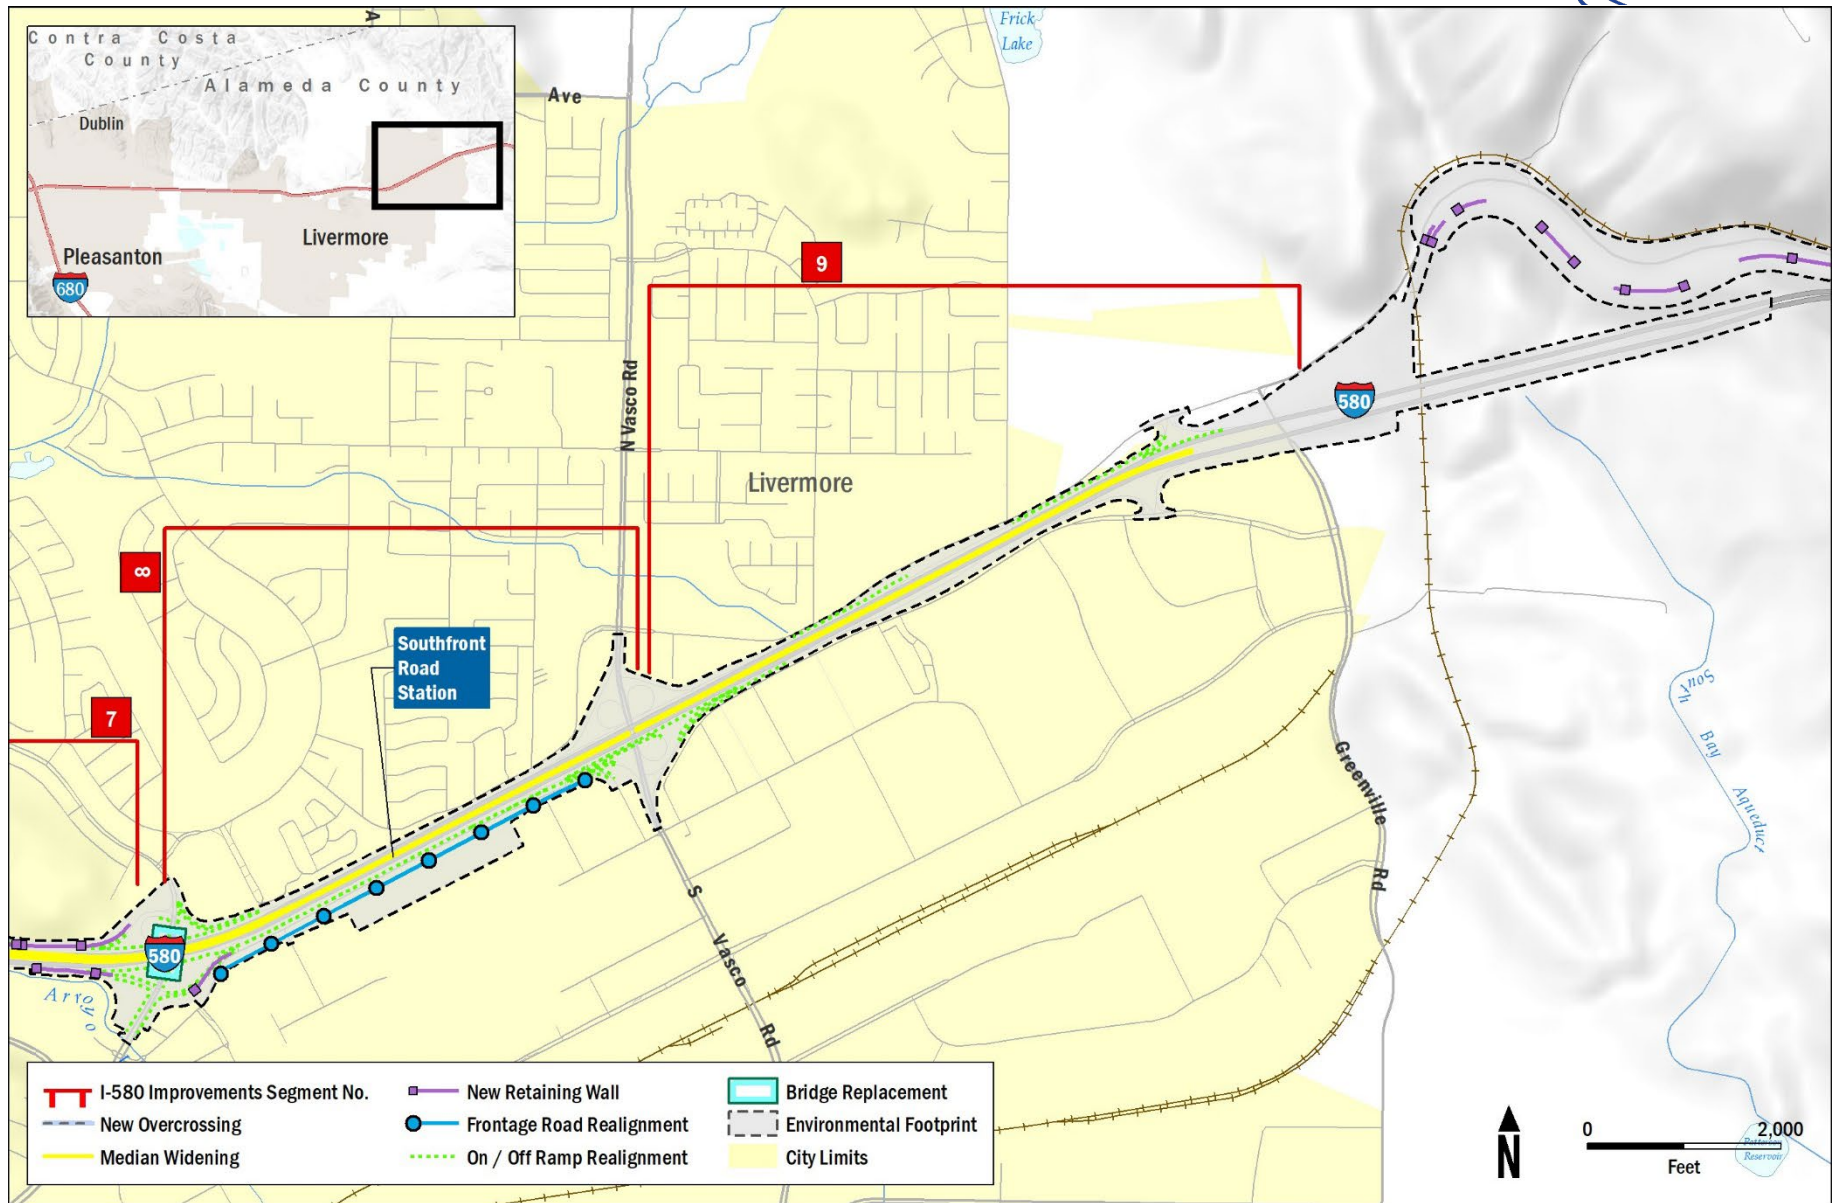 A
Contra Costa
County
Alameda County
Dublin
Livermore
Pleasanton
680
Ave
Frick
Lake
9
N Vasco Rd
580
Livermore
8
Southfront
Road
Station
7
580
Arroyo
S Vasco Rd
Greenville Rd
South Bay Aqueduct
I-580 Improvements Segment No.
New Overcrossing
Median Widening
New Retaining Wall
Frontage Road Realignment
On / Off Ramp Realignment
Bridge Replacement
Environmental Footprint
City Limits
N
0 2,000
Feet
Reservoir